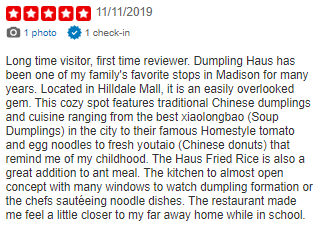 11/11/2019
1 photo 1 check-in
Long time visitor, first time reviewer. Dumpling Haus has
been one of my family's favorite stops in Madison for many
years. Located in Hilldale Mall, it is an easily overlooked
gem. This cozy spot features traditional Chinese dumplings
and cuisine ranging from the best xiaolongbao (Soup
Dumplings) in the city to their famous Homestyle tomato
and egg noodles to fresh youtaio (Chinese donuts) that
remind me of my childhood. The Haus Fried Rice is also a
great addition to ant meal. The kitchen to almost open
concept with many windows to watch dumpling formation or
the chefs sautéeing noodle dishes. The restaurant made
me feel a little closer to my far away home while in school.